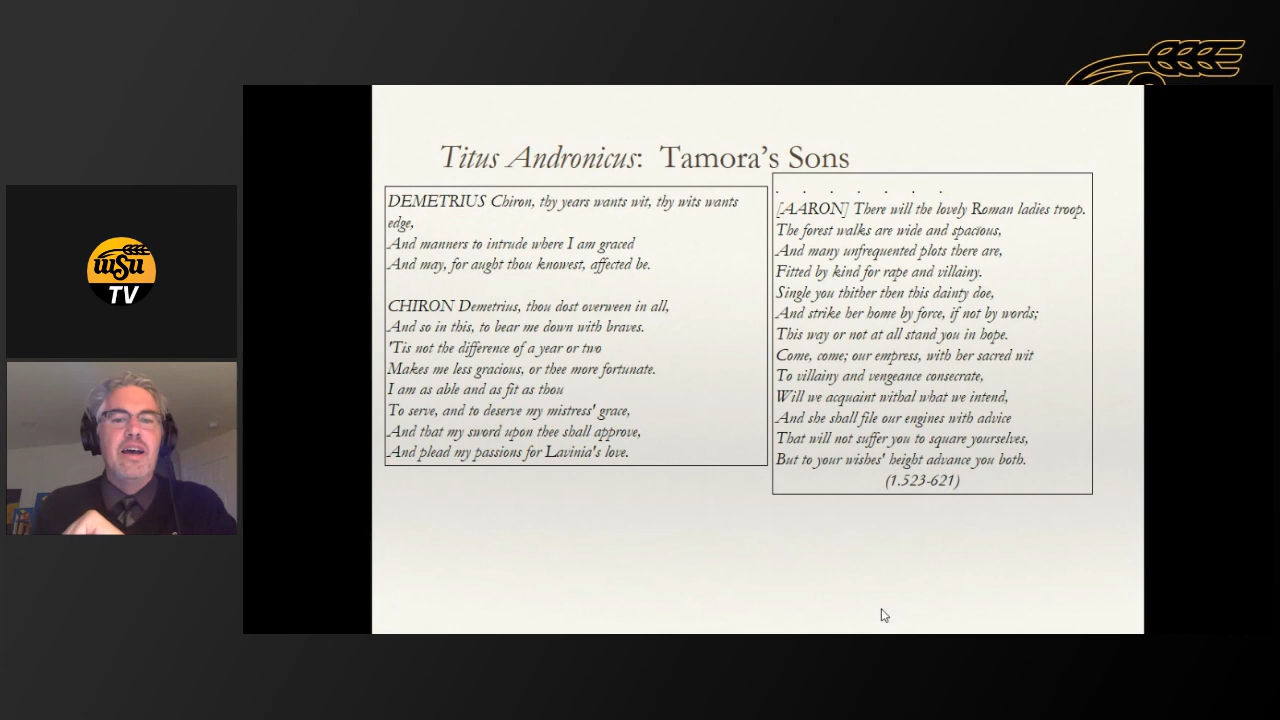 Titus Andronicus: Tamora's Sons
DEMETRIUS Chiron, thy years wants wit, thy wits wants
edge,
And manners to intrude where I am graced
And may, for aught thou knowest, affected be.
CHIRON Demetrius, thou dost overween in all,
And so in this, to bear me down with braves.
'Tis not the difference of a year or two
Makes me less gracious, or thee more fortunate.
I am as able and as fit as thou
To serve, and to deserve my mistress' grace,
And that my sword upon thee shall approve,
And plead my passions for Lavinia's love.
. . . . . . .
[AARON] There will the lovely Roman ladies troop.
The forest walks are wide and spacious,
And many unfrequented plots there are,
Fitted by kind for rape and villainy.
Single you thither then this dainty doe,
And strike her home by force, if not by words;
This way or not at all stand you in hope.
Come, come; our empress, with her sacred wit
To villainy and vengeance consecrate,
Will we acquaint withal what we intend,
And she shall file our engines with advice
That will not suffer you to square yourselves,
But to your wishes' height advance you both.
(1.523-621)
WSU
TV